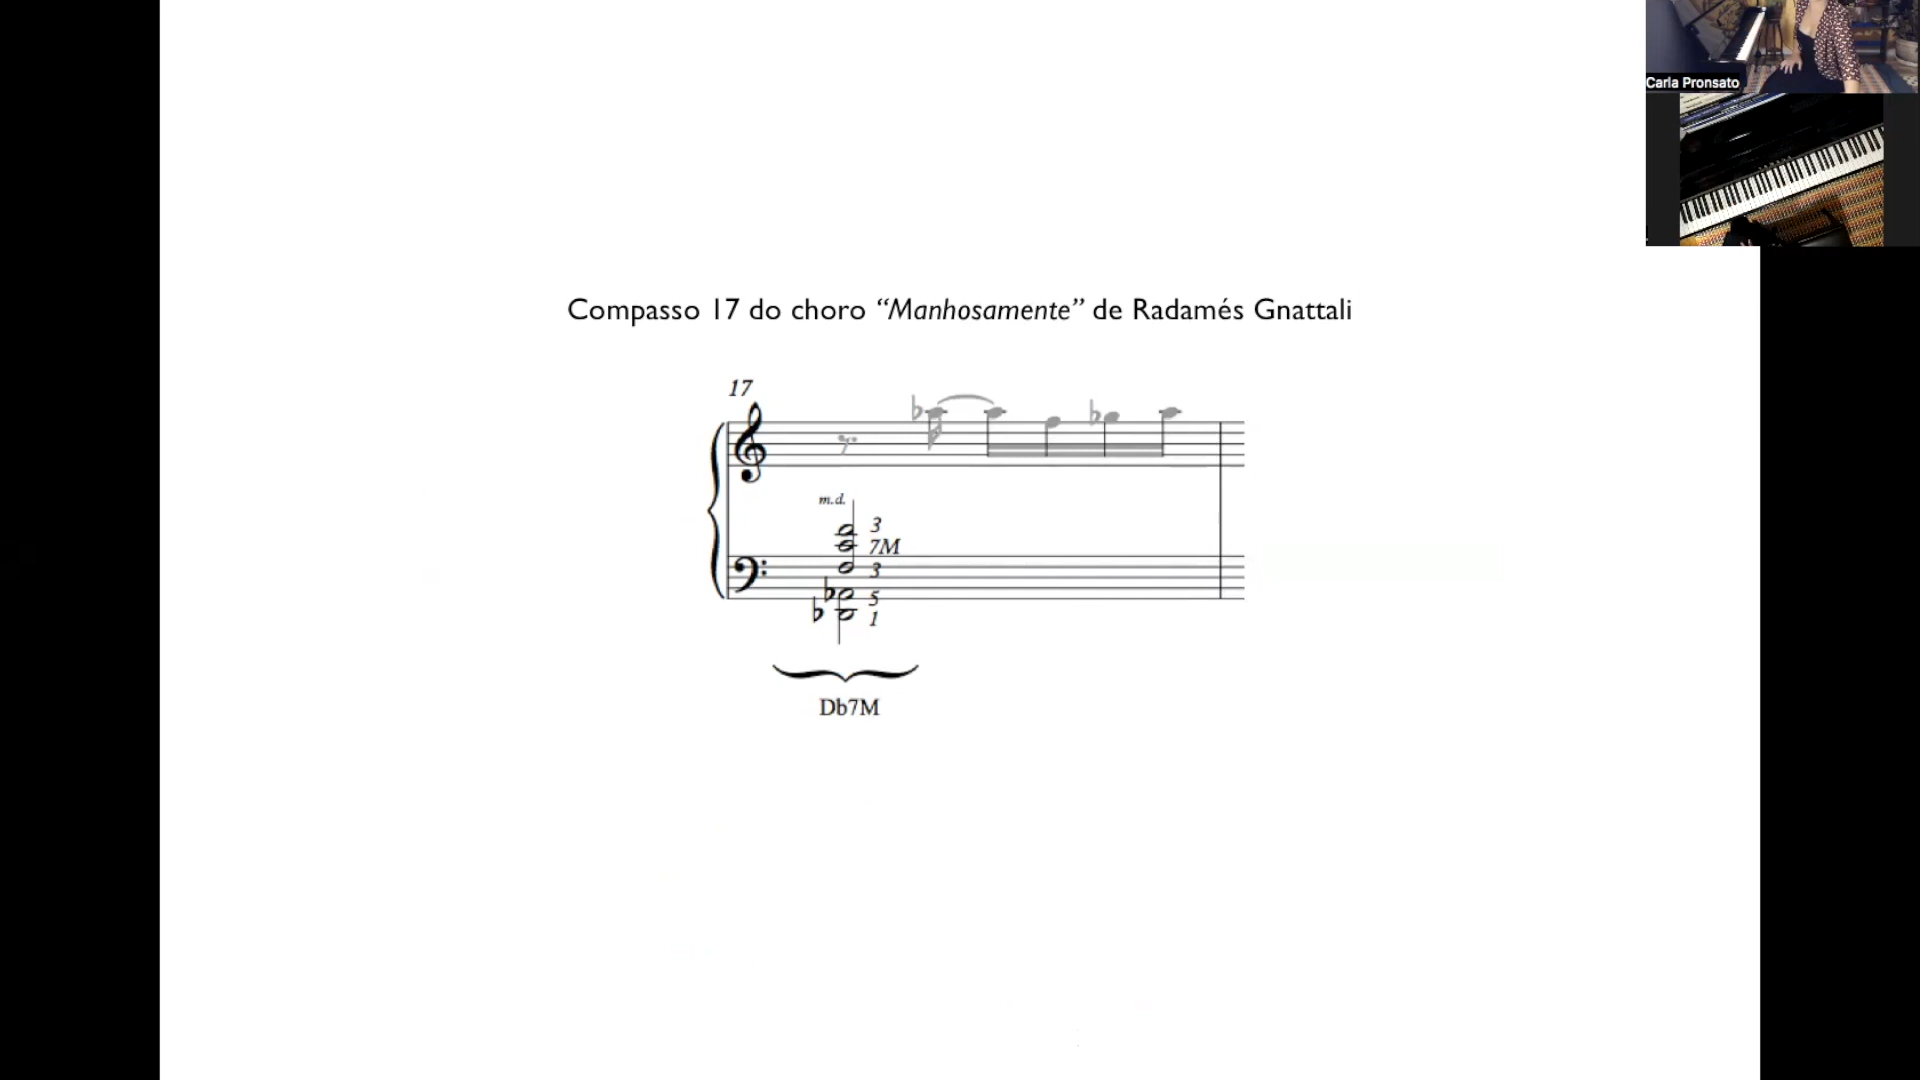 Carla Pronsato
Compasso 17 do choro “Manhosamente” de Radamés Gnattali
17
m.d.
3
7M
3
5
1
Db7M